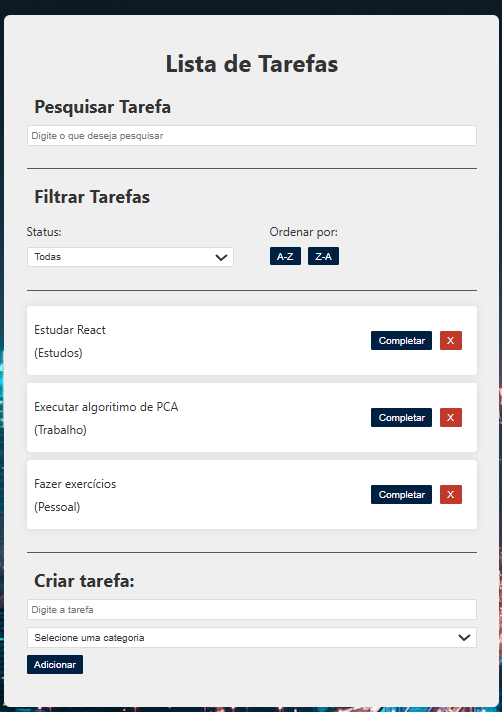 Lista de Tarefas
Pesquisar Tarefa
Digite o que deseja pesquisar
Filtrar Tarefas
Status:
Todas
Ordenar por:
A-Z Z-A
Estudar React
(Estudos)
Completar X
Executar algoritimo de PCA
(Trabalho)
Completar X
Fazer exercícios
(Pessoal)
Completar X
Criar tarefa:
Digite a tarefa
Selecione uma categoria
Adicionar